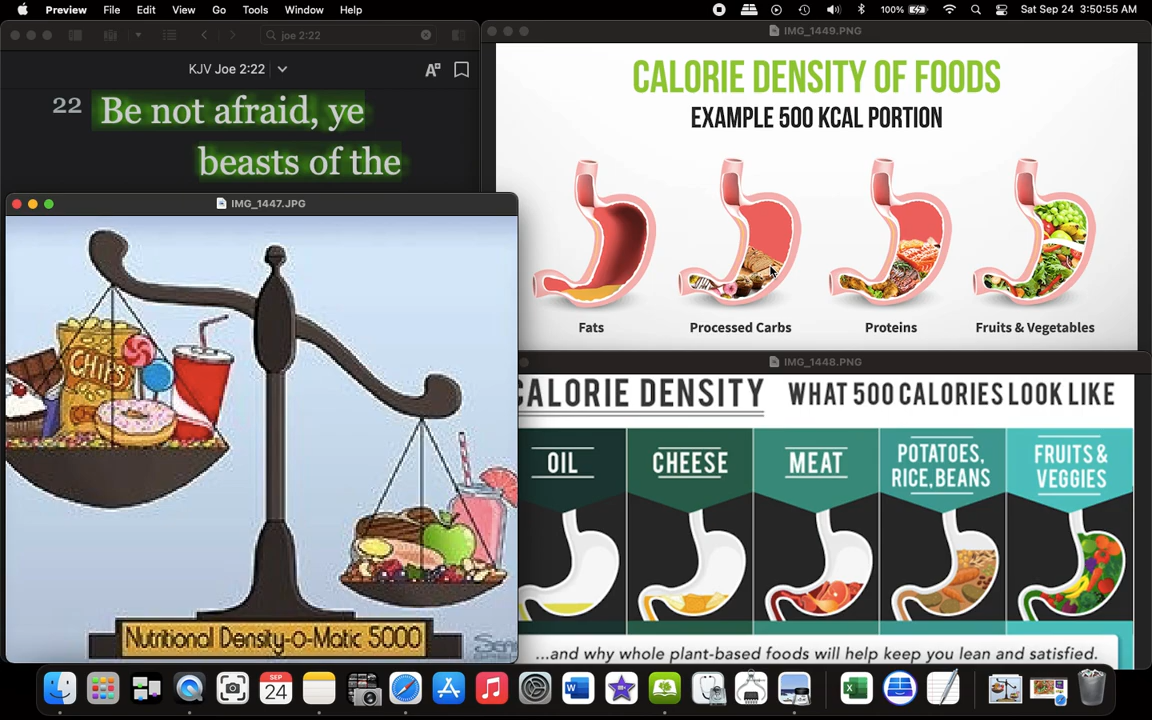 Preview File Edit View Go Tools Window Help
100% Sat Sep 24 3:50:55 AM
joe 2:22
KJV Joe 2:22
22 Be not afraid, ye
beasts of the
IMG_1449.PNG
CALORIE DENSITY OF FOODS
EXAMPLE 500 KCAL PORTION
Fats Processed Carbs Proteins Fruits & Vegetables
IMG_1447.JPG
CHIPS
Nutritional Density-o-Matic 5000
IMG_1448.PNG
CALORIE DENSITY WHAT 500 CALORIES LOOK LIKE
OIL
CHEESE
MEAT
POTATOES,
RICE, BEANS
FRUITS &
VEGGIES
...and why whole plant-based foods will help keep you lean and satisfied.
SEP
24